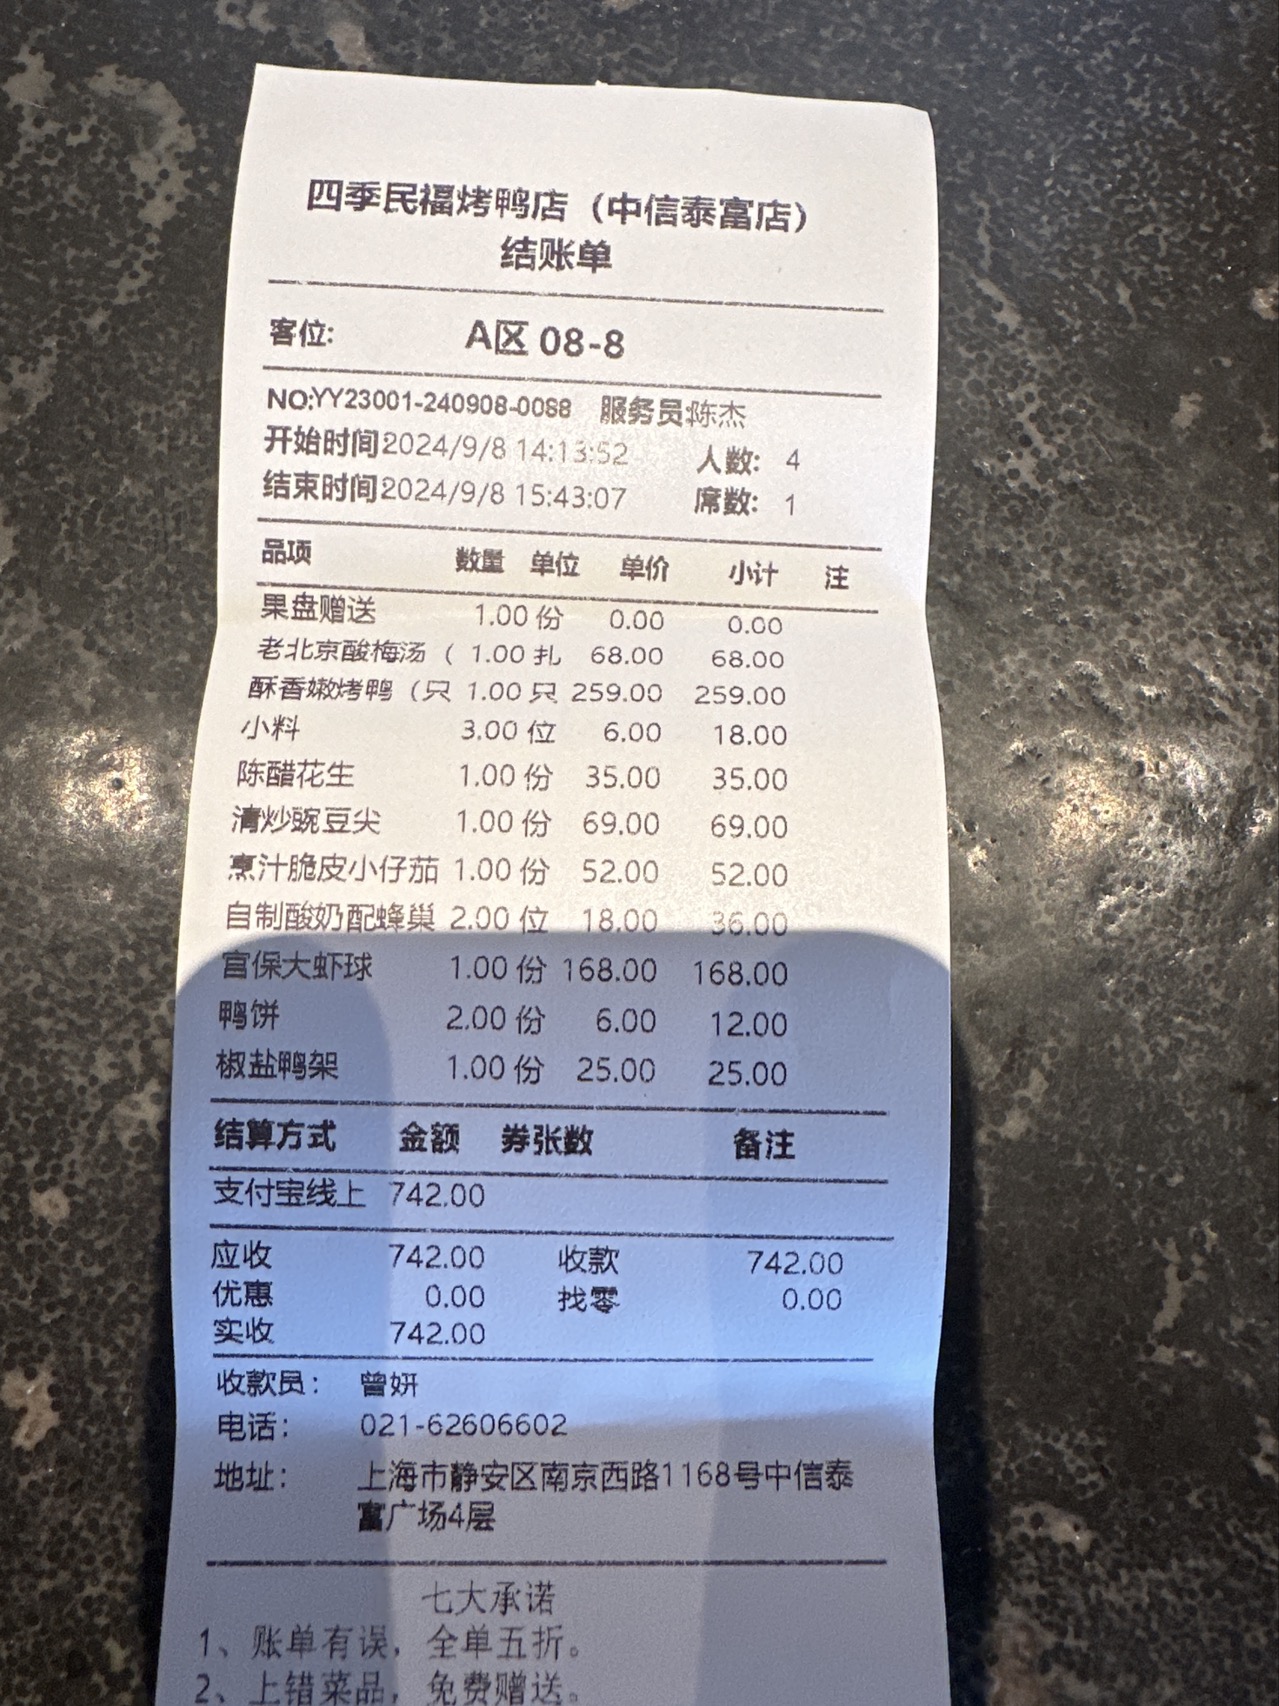 四季民福烤鸭店（中信泰富店）
结账单
客位: A区 08-8
NO:YY23001-240908-0088 服务员:陈杰
开始时间2024/9/8 14:13:52 人数: 4
结束时间2024/9/8 15:43:07 席数: 1
品项 数量 单位 单价 小计 注
果盘赠送 1.00 份 0.00 0.00
老北京酸梅汤（ 1.00 扎 68.00 68.00
酥香嫩烤鸭（只 1.00 只 259.00 259.00
小料 3.00 位 6.00 18.00
陈醋花生 1.00 份 35.00 35.00
清炒豌豆尖 1.00 份 69.00 69.00
烹汁脆皮小仔茄 1.00 份 52.00 52.00
自制酸奶配蜂巢 2.00 位 18.00 36.00
宫保大虾球 1.00 份 168.00 168.00
鸭饼 2.00 份 6.00 12.00
椒盐鸭架 1.00 份 25.00 25.00
结算方式 金额 券张数 备注
支付宝线上 742.00
应收 742.00 收款 742.00
优惠 0.00 找零 0.00
实收 742.00
收款员： 曾妍
电话： 021-62606602
地址： 上海市静安区南京西路1168号中信泰
富广场4层
七大承诺
1、账单有误，全单五折。
2、上错菜品，免费赠送。